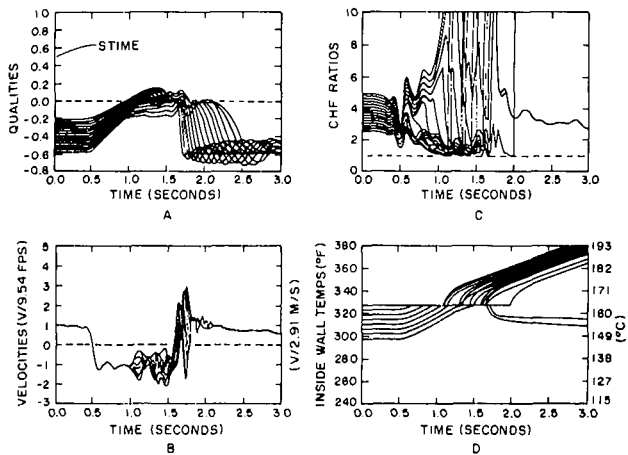 1.0
0.8
0.6
STIME
0.4
0.2
0.0
-0.2
-0.4
-0.6
-0.8
QUALITIES
0.0 0.5 1.0 1.5 2.0 2.5 3.0
TIME (SECONDS)
A
10
8
6
4
2
0
CHF RATIOS
0.0 0.5 1.0 1.5 2.0 2.5 3.0
TIME (SECONDS)
C
5
4
3
2
1
0
-1
-2
-3
VELOCITIES (V/9.54 FPS)
(V/2.91 M/S)
0.0 0.5 1.0 1.5 2.0 2.5 3.0
TIME (SECONDS)
B
380
360
340
320
300
280
260
240
INSIDE WALL TEMPS (°F)
193
182
171
160
149
138
127
115
(°C)
0.0 0.5 1.0 1.5 2.0 2.5 3.0
TIME (SECONDS)
D